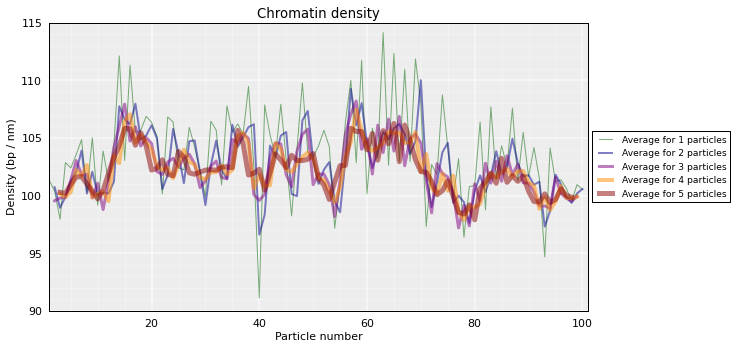 Chromatin density
115
110
105
100
95
90
Density (bp / nm)
20
40
60
80
100
Particle number
Average for 1 particles
Average for 2 particles
Average for 3 particles
Average for 4 particles
Average for 5 particles